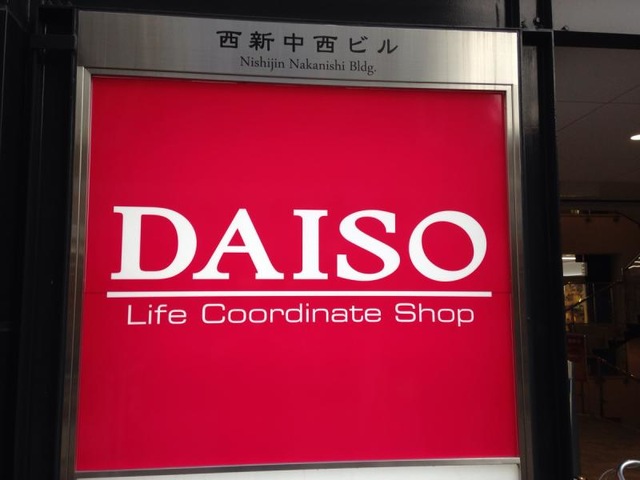 西新中西ビル
Nishijin Nakanishi Bldg.
DAISO
Life Coordinate Shop